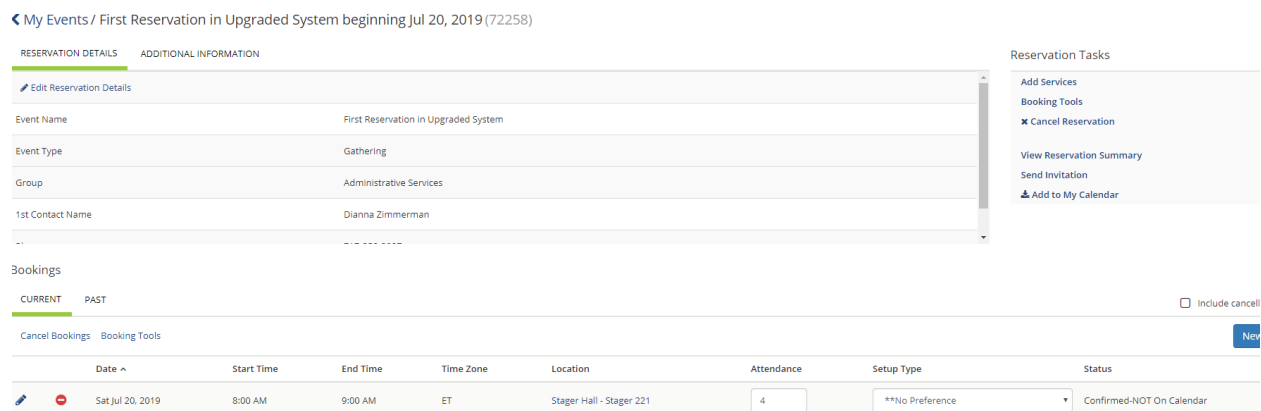 My Events / First Reservation in Upgraded System beginning Jul 20, 2019 (72258)
RESERVATION DETAILS ADDITIONAL INFORMATION
Edit Reservation Details
Event Name First Reservation in Upgraded System
Event Type Gathering
Group Administrative Services
1st Contact Name Dianna Zimmerman
Reservation Tasks
Add Services
Booking Tools
Cancel Reservation
View Reservation Summary
Send Invitation
Add to My Calendar
Bookings
CURRENT PAST
Include cancell
Cancel Bookings Booking Tools
New
Date Start Time End Time Time Zone Location Attendance Setup Type Status
Sat Jul 20, 2019 8:00 AM 9:00 AM ET Stager Hall - Stager 221 4 **No Preference Confirmed-NOT On Calendar